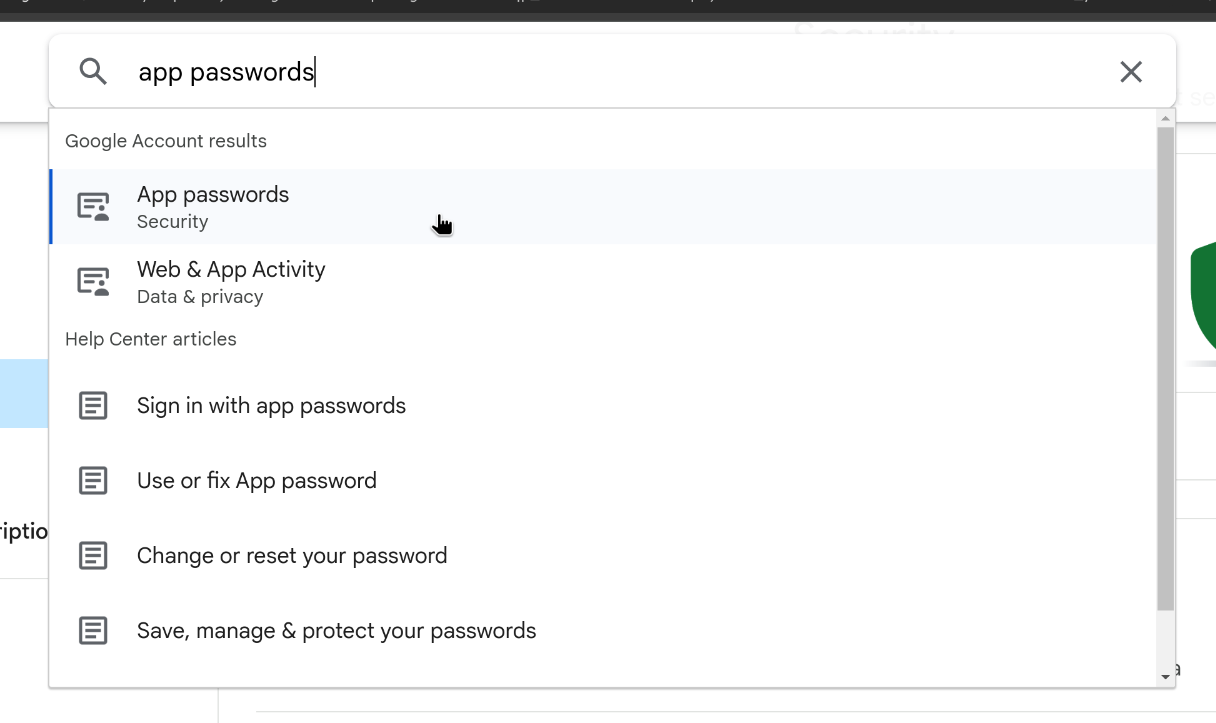 app passwords
Google Account results
App passwords
Security
Web & App Activity
Data & privacy
Help Center articles
Sign in with app passwords
Use or fix App password
Change or reset your password
Save, manage & protect your passwords